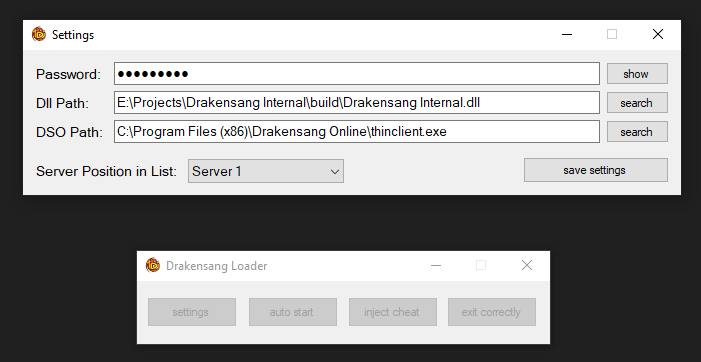 Settings
Password: ●●●●●●●●● show
Dll Path: E:\Projects\Drakensang Internal\build\Drakensang Internal.dll search
DSO Path: C:\Program Files (x86)\Drakensang Online\thinclient.exe search
Server Position in List: Server 1 save settings
Drakensang Loader
settings auto start inject cheat exit correctly